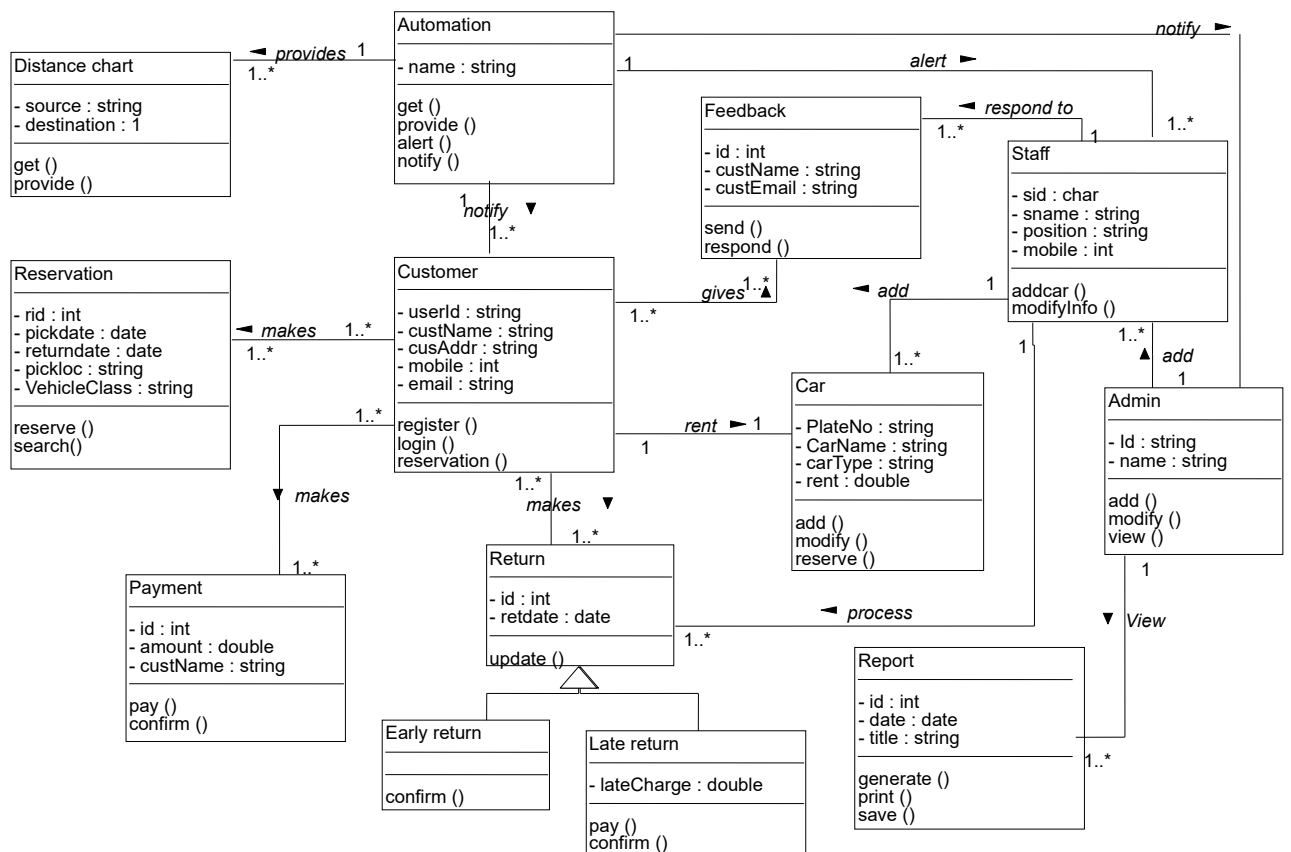 Automation
- name : string
get ()
provide ()
alert ()
notify ()
Distance chart
- source : string
- destination : 1
get ()
provide ()
provides
1
1..*
notify
alert
1
1..*
Feedback
- id : int
- custName : string
- custEmail : string
send ()
respond ()
respond to
1..*
1
Staff
- sid : char
- sname : string
- position : string
- mobile : int
addcar ()
modifyInfo ()
1
notify
1..*
Reservation
- rid : int
- pickdate : date
- returndate : date
- pickloc : string
- VehicleClass : string
reserve ()
search()
makes
1..*
1..*
Customer
- userId : string
- custName : string
- cusAddr : string
- mobile : int
- email : string
register ()
login ()
reservation ()
gives
1..*
1..*
add
1
1..*
Car
- PlateNo : string
- CarName : string
- carType : string
- rent : double
add ()
modify ()
reserve ()
rent
1
1
1..*
add
1
Admin
- Id : string
- name : string
add ()
modify ()
view ()
1..*
makes
1..*
Payment
- id : int
- amount : double
- custName : string
pay ()
confirm ()
1..*
makes
1..*
Return
- id : int
- retdate : date
update ()
1
process
1..*
1
View
1..*
Report
- id : int
- date : date
- title : string
generate ()
print ()
save ()
Early return
confirm ()
Late return
- lateCharge : double
pay ()
confirm ()